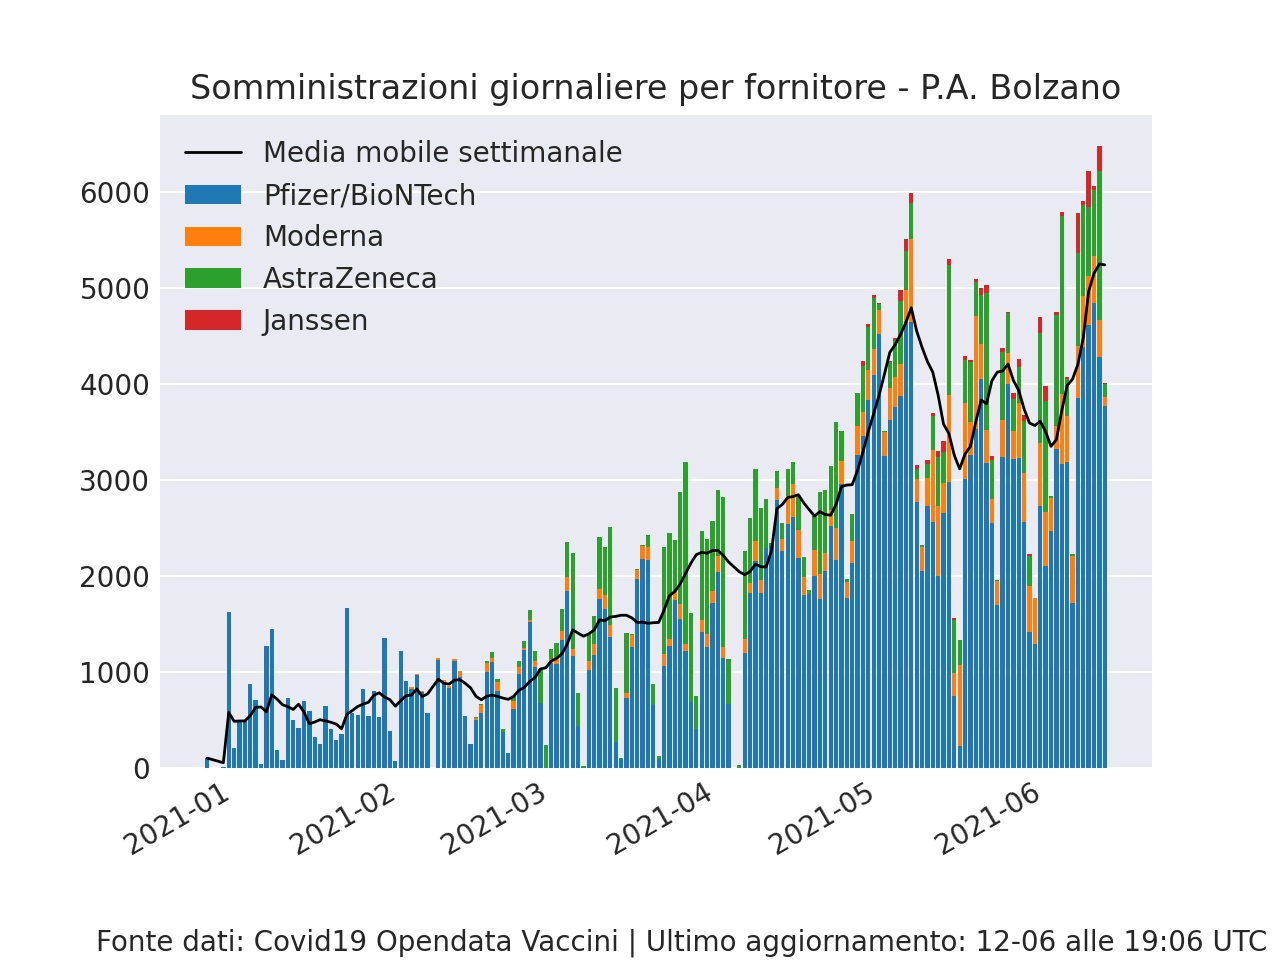 Somministrazioni giornaliere per fornitore - P.A. Bolzano
Media mobile settimanale
Pfizer/BioNTech
Moderna
AstraZeneca
Janssen
6000
5000
4000
3000
2000
1000
0
2021-01
2021-02
2021-03
2021-04
2021-05
2021-06
Fonte dati: Covid19 Opendata Vaccini | Ultimo aggiornamento: 12-06 alle 19:06 UTC